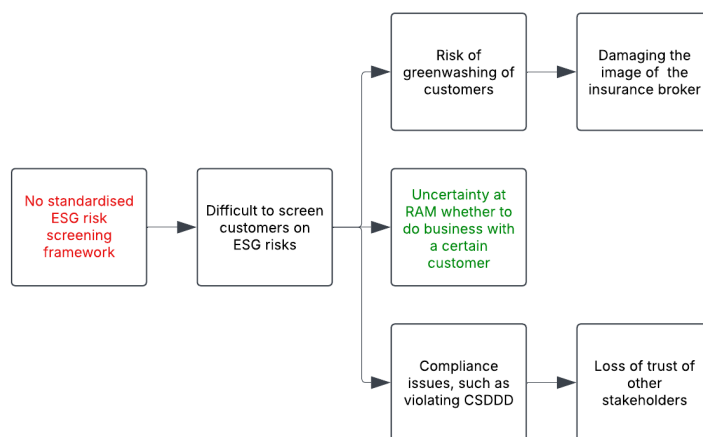 No standardised
ESG risk
screening
framework
Difficult to screen
customers on
ESG risks
Risk of
greenwashing of
customers
Damaging the
image of the
insurance broker
Uncertainty at
RAM whether to
do business with
a certain
customer
Compliance
issues, such as
violating CSDDD
Loss of trust of
other
stakeholders